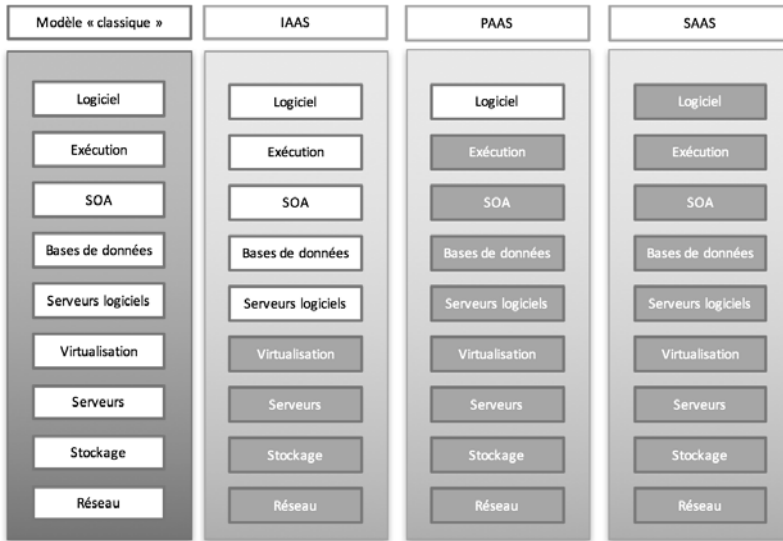 Modèle « classique »
IAAS
PAAS
SAAS
Logiciel
Exécution
SOA
Bases de données
Serveurs logiciels
Virtualisation
Serveurs
Stockage
Réseau
Logiciel
Exécution
SOA
Bases de données
Serveurs logiciels
Virtualisation
Serveurs
Stockage
Réseau
Logiciel
Exécution
SOA
Bases de données
Serveurs logiciels
Virtualisation
Serveurs
Stockage
Réseau
Logiciel
Exécution
SOA
Bases de données
Serveurs logiciels
Virtualisation
Serveurs
Stockage
Réseau